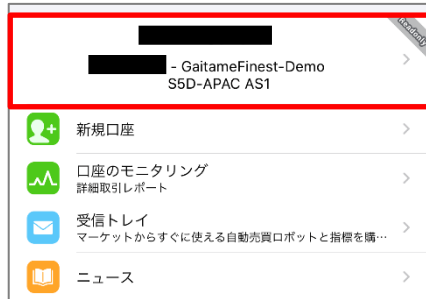 Readonly
- GaitameFinest-Demo
S5D-APAC AS1
新規口座
口座のモニタリング
詳細取引レポート
受信トレイ
マーケットからすぐに使える自動売買ロボットと指標を購…
ニュース